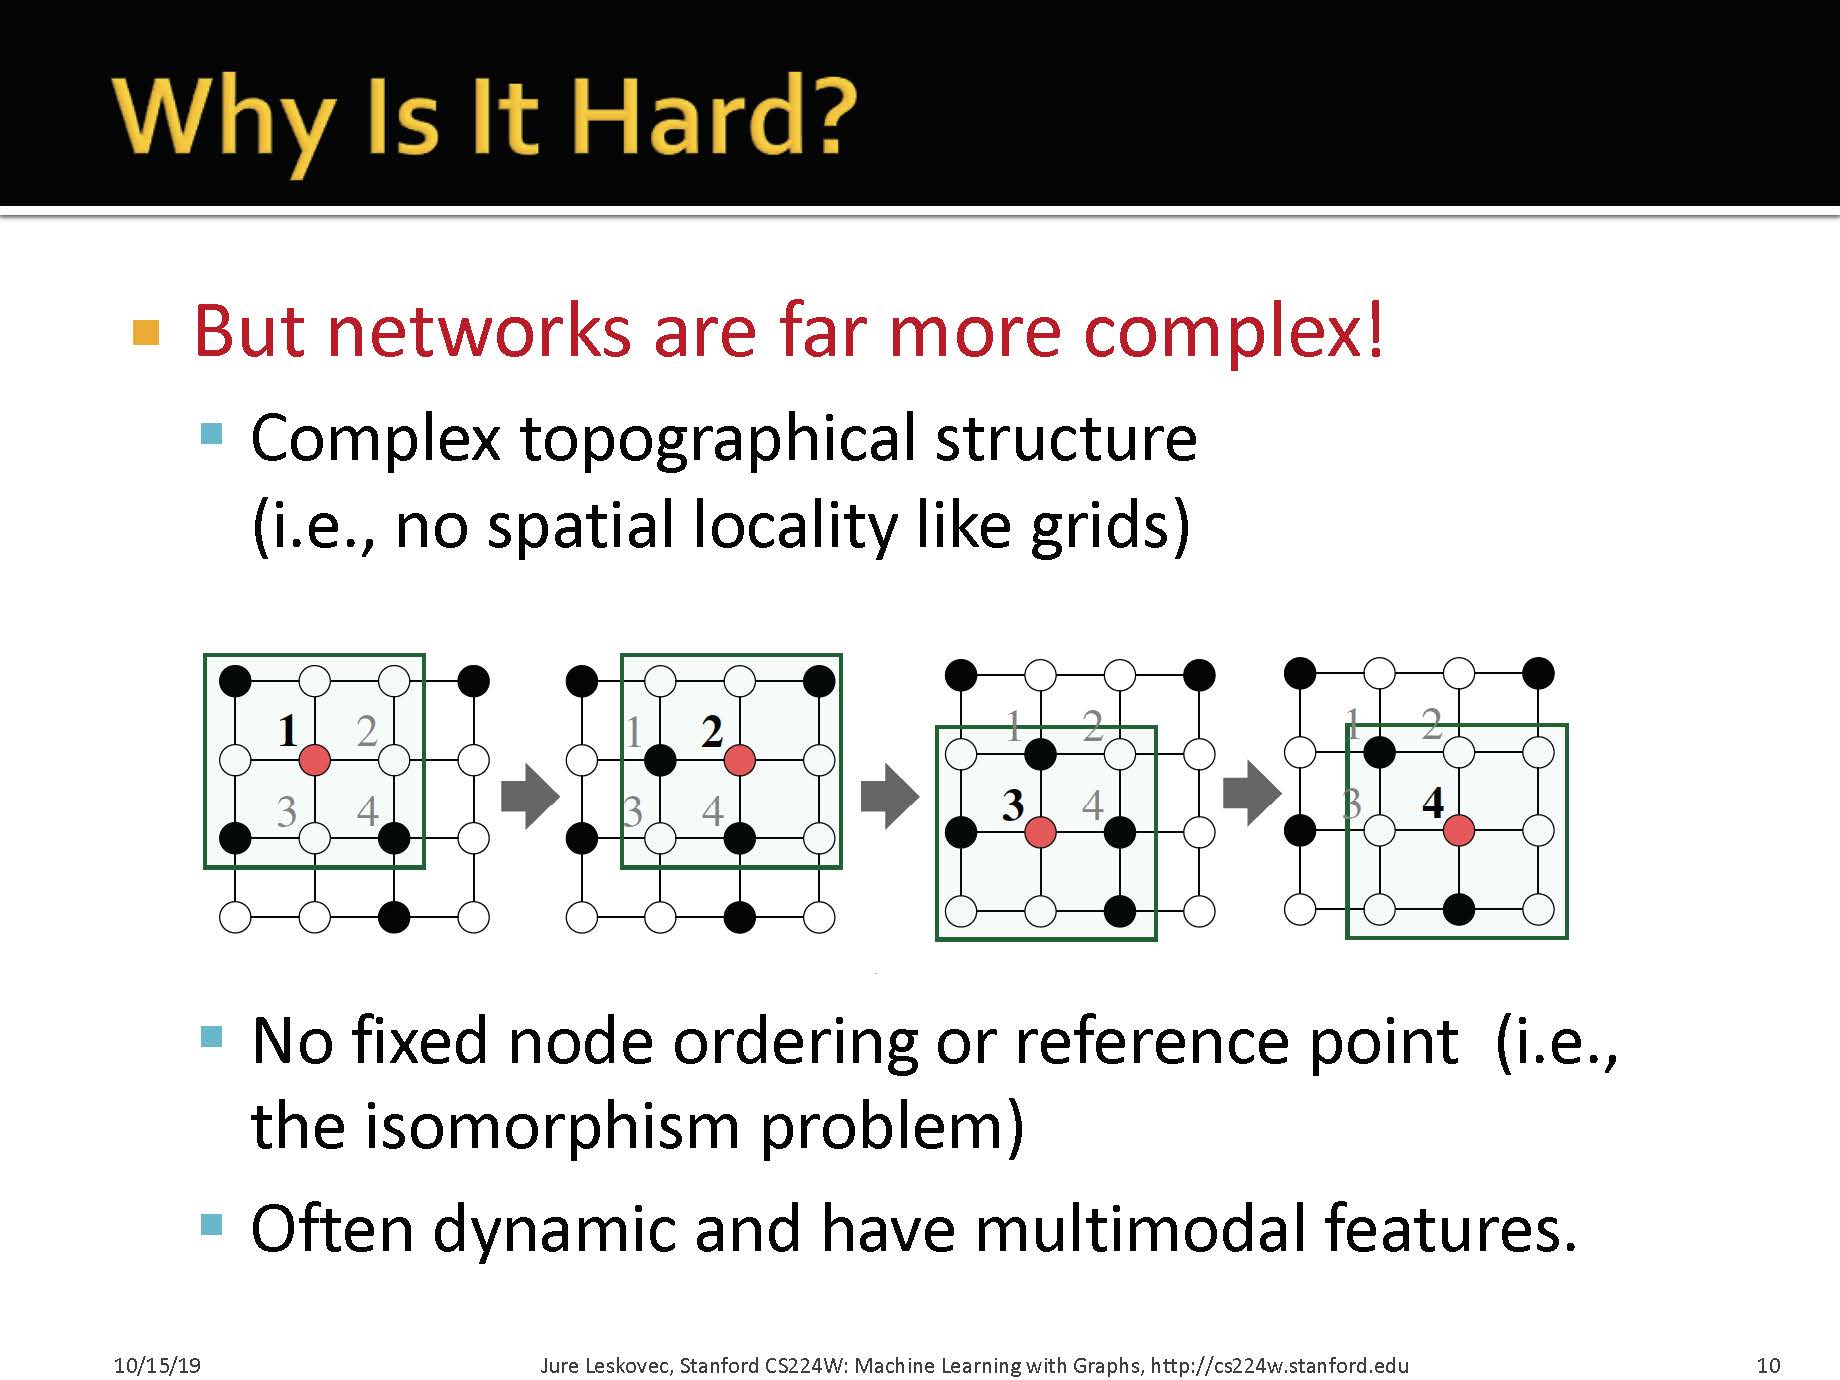 Why Is It Hard?
But networks are far more complex!
Complex topographical structure
(i.e., no spatial locality like grids)
1 2
3 4
1 2
3 4
1 2
3 4
1 2
3 4
No fixed node ordering or reference point (i.e.,
the isomorphism problem)
Often dynamic and have multimodal features.
10/15/19
Jure Leskovec, Stanford CS224W: Machine Learning with Graphs, http://cs224w.stanford.edu
10